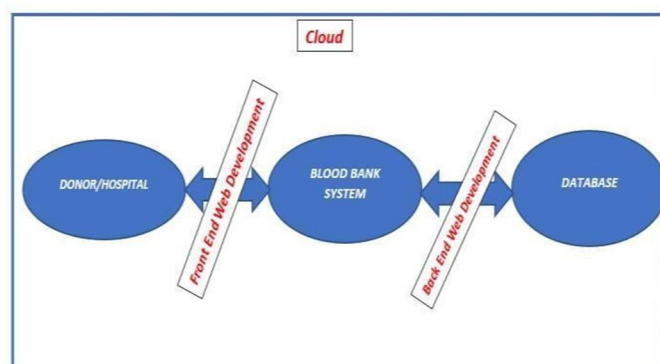 Cloud
DONOR/HOSPITAL
Front End Web Development
BLOOD BANK
SYSTEM
Back End Web Development
DATABASE